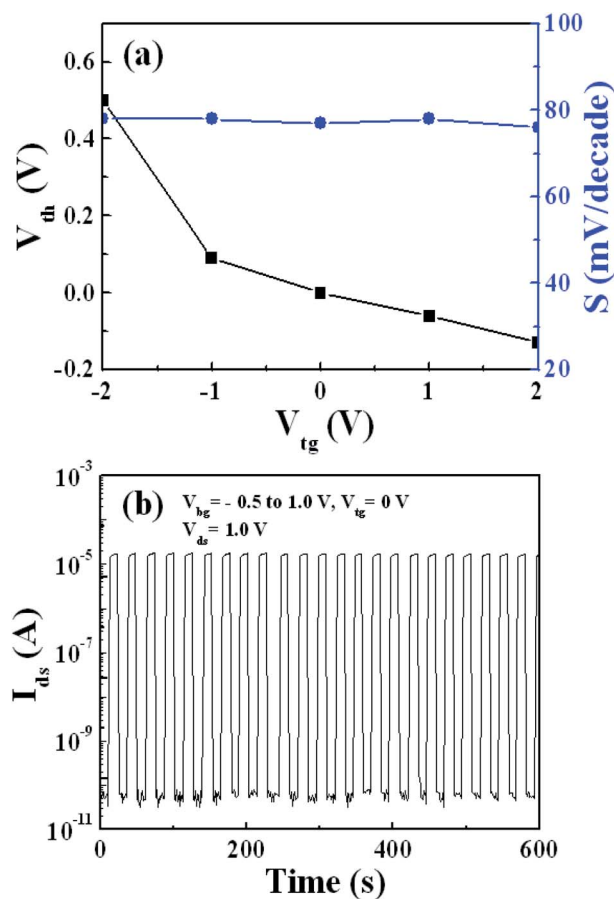 (a)
V_th (V)
0.6
0.4
0.2
0.0
-0.2
100
80
60
40
20
S (mV/decade)
-2 -1 0 1 2
V_tg (V)
(b)
V_bg = - 0.5 to 1.0 V, V_tg = 0 V
V_ds = 1.0 V
I_ds (A)
10^-3
10^-5
10^-7
10^-9
10^-11
0 200 400 600
Time (s)